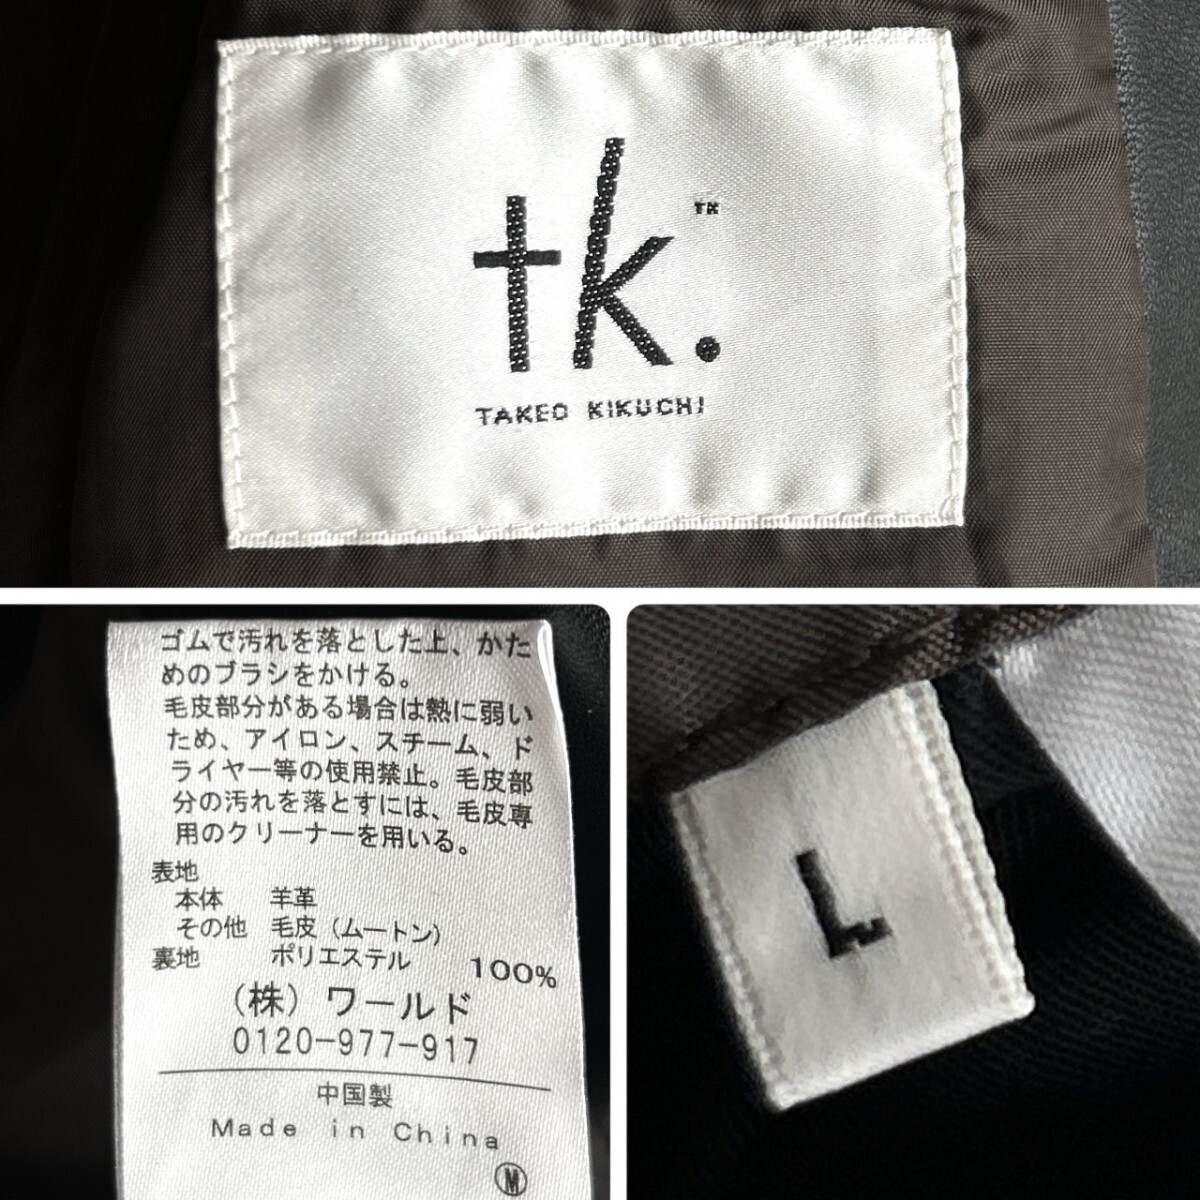 tk.
TK
TAKEO KIKUCHI
ゴムで汚れを落とした上、かた
めのブラシをかける。
毛皮部分がある場合は熱に弱い
ため、アイロン、スチーム、ド
ライヤー等の使用禁止。毛皮部
分の汚れを落とすには、毛皮専
用のクリーナーを用いる。
表地
本体 羊革
その他 毛皮（ムートン）
裏地 ポリエステル 100%
（株）ワールド
0120-977-917
中国製
Made in China
M
L